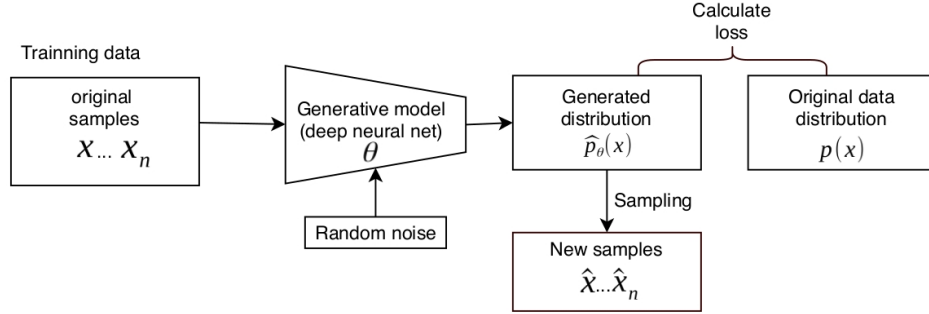 Trainning data
original
samples
x... xₙ
Generative model
(deep neural net)
θ
Random noise
Generated
distribution
p̂_θ(x)
Calculate
loss
Original data
distribution
p(x)
Sampling
New samples
x̂...x̂ₙ